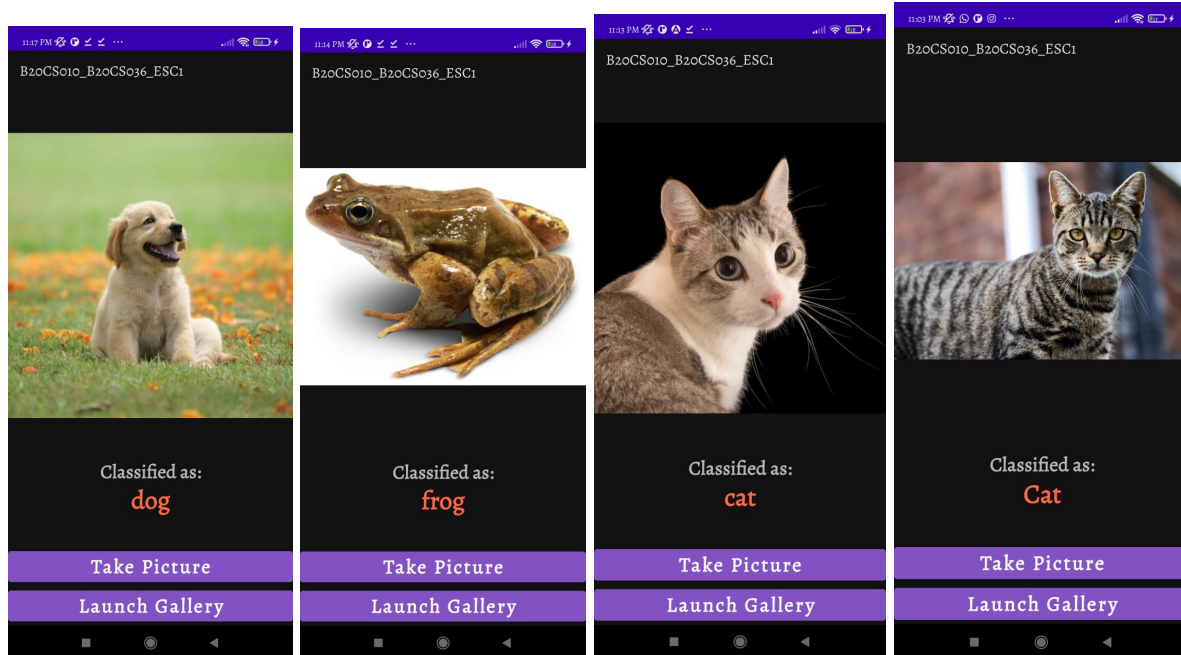 11:17 PM
B20CS010_B20CS036_ESC1
Classified as:
dog
Take Picture
Launch Gallery
11:14 PM
B20CS010_B20CS036_ESC1
Classified as:
frog
Take Picture
Launch Gallery
11:13 PM
B20CS010_B20CS036_ESC1
Classified as:
cat
Take Picture
Launch Gallery
11:03 PM
B20CS010_B20CS036_ESC1
Classified as:
Cat
Take Picture
Launch Gallery